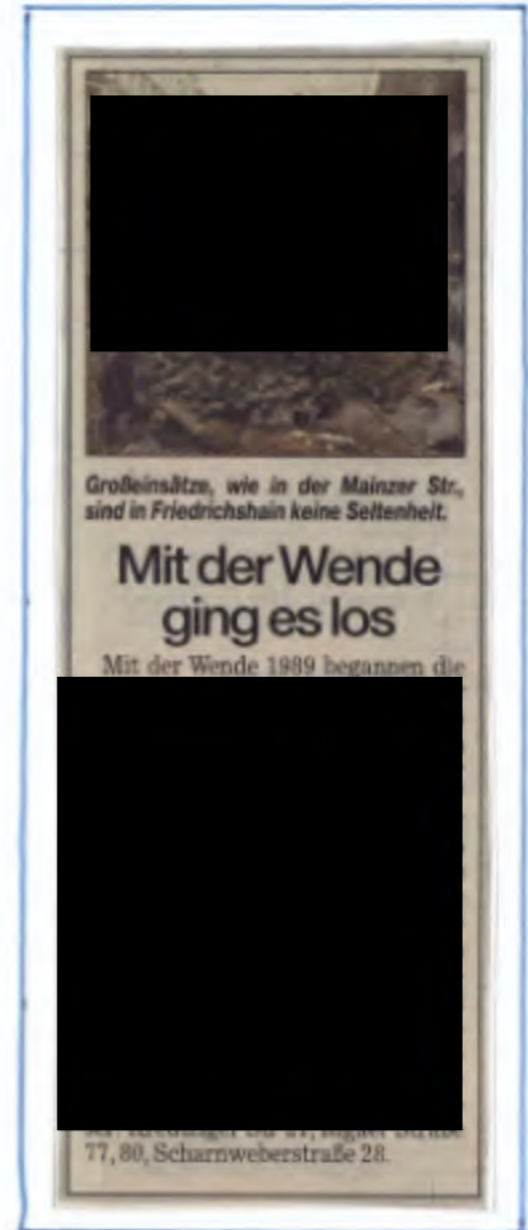 Großeinsätze, wie in der Mainzer Str.,
sind in Friedrichshain keine Seltenheit.
Mit der Wende
ging es los
Mit der Wende 1989 begannen die
77, 80, Scharnweberstraße 28.